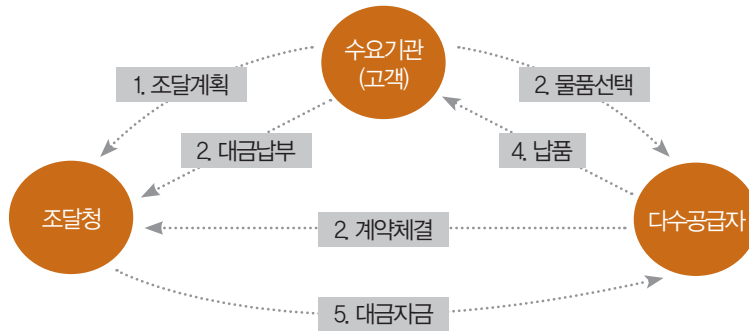 수요기관
(고객)
1. 조달계획
2. 물품선택
2. 대금납부
4. 납품
조달청
다수공급자
2. 계약체결
5. 대금자금